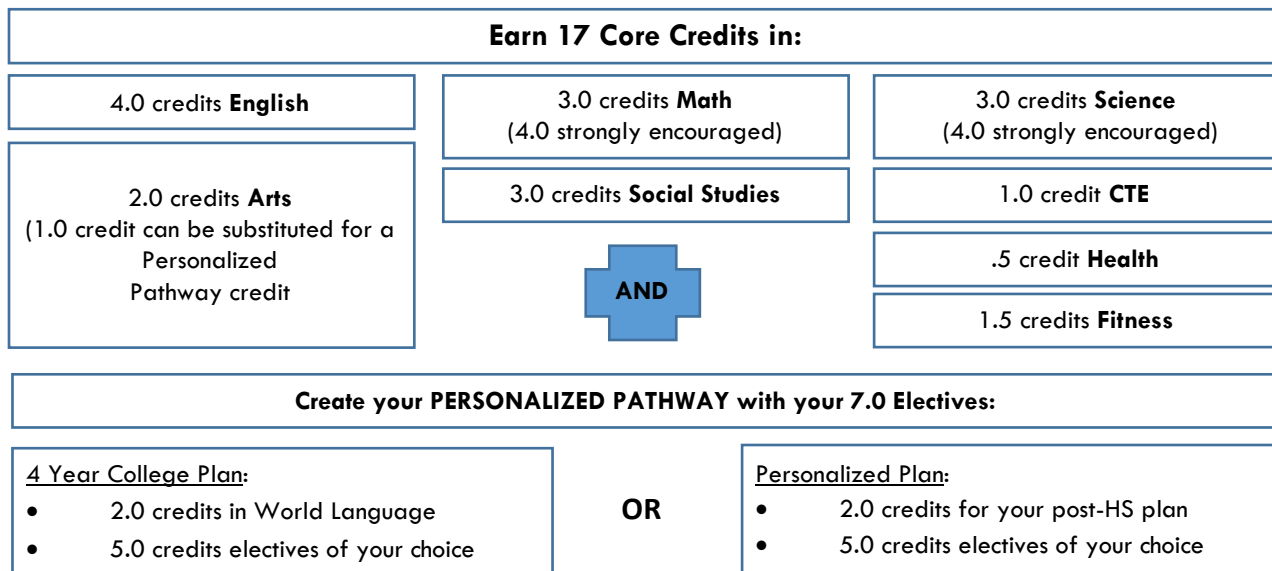 Earn 17 Core Credits in:
4.0 credits English
3.0 credits Math
(4.0 strongly encouraged)
3.0 credits Science
(4.0 strongly encouraged)
2.0 credits Arts
(1.0 credit can be substituted for a
Personalized
Pathway credit
3.0 credits Social Studies
1.0 credit CTE
.5 credit Health
1.5 credits Fitness
AND
Create your PERSONALIZED PATHWAY with your 7.0 Electives:
4 Year College Plan:
• 2.0 credits in World Language
• 5.0 credits electives of your choice
OR
Personalized Plan:
• 2.0 credits for your post-HS plan
• 5.0 credits electives of your choice